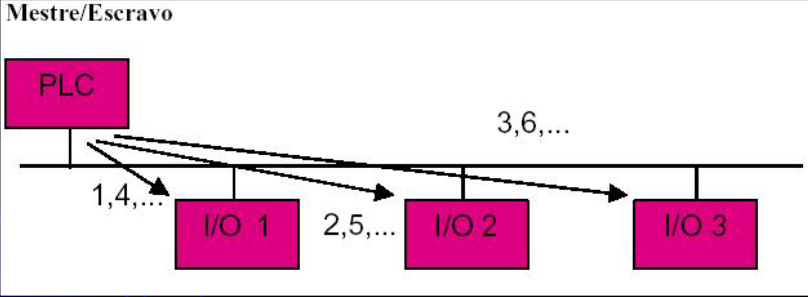 Mestre/Escravo
PLC
3,6,...
1,4,...
I/O 1
2,5,...
I/O 2
I/O 3